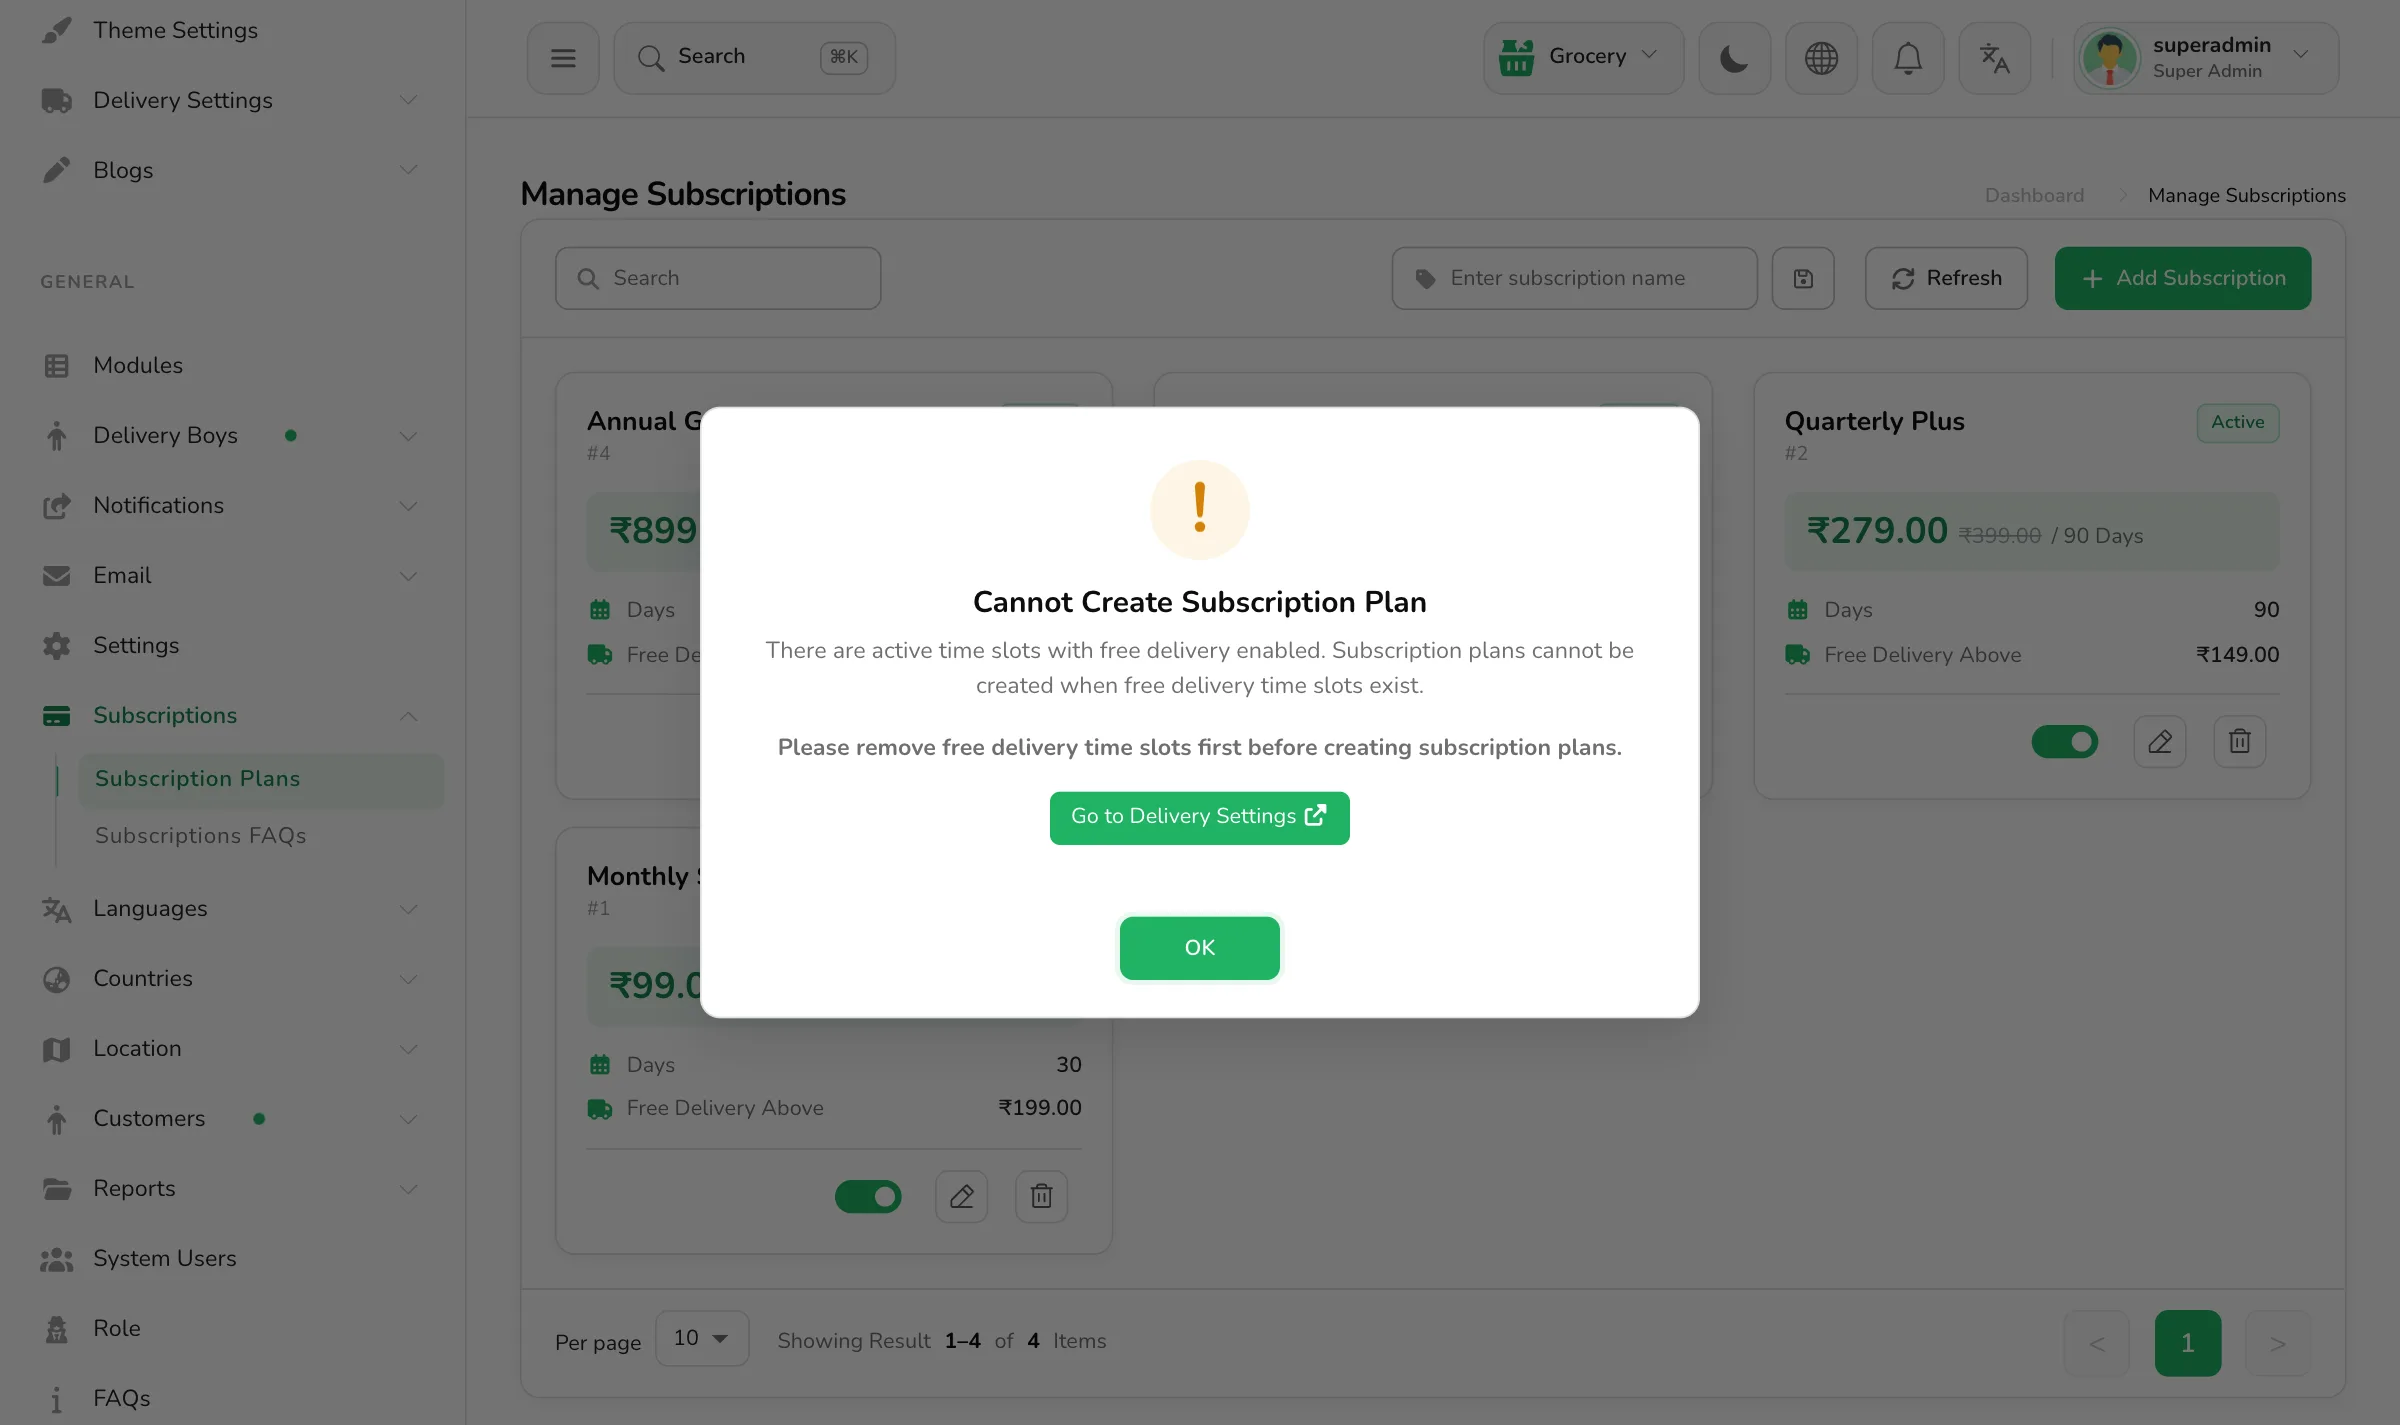 Theme Settings
Delivery Settings
Blogs
GENERAL
Modules
Delivery Boys
Notifications
Email
Settings
Subscriptions
Subscription Plans
Subscriptions FAQs
Languages
Countries
Location
Customers
Reports
System Users
Role
FAQs
Search ⌘K
Grocery
superadmin
Super Admin
Manage Subscriptions
Dashboard > Manage Subscriptions
Search
Enter subscription name
Refresh
+ Add Subscription
Annual
#4
₹899
Days
Free
Quarterly Plus
Active
#2
₹279.00 ₹399.00 / 90 Days
Days 90
Free Delivery Above ₹149.00
!
Cannot Create Subscription Plan
There are active time slots with free delivery enabled. Subscription plans cannot be
created when free delivery time slots exist.
Please remove free delivery time slots first before creating subscription plans.
Go to Delivery Settings
OK
Monthly
#1
₹99.0
Days 30
Free Delivery Above ₹199.00
Per page 10 Showing Result 1–4 of 4 Items
< 1 >